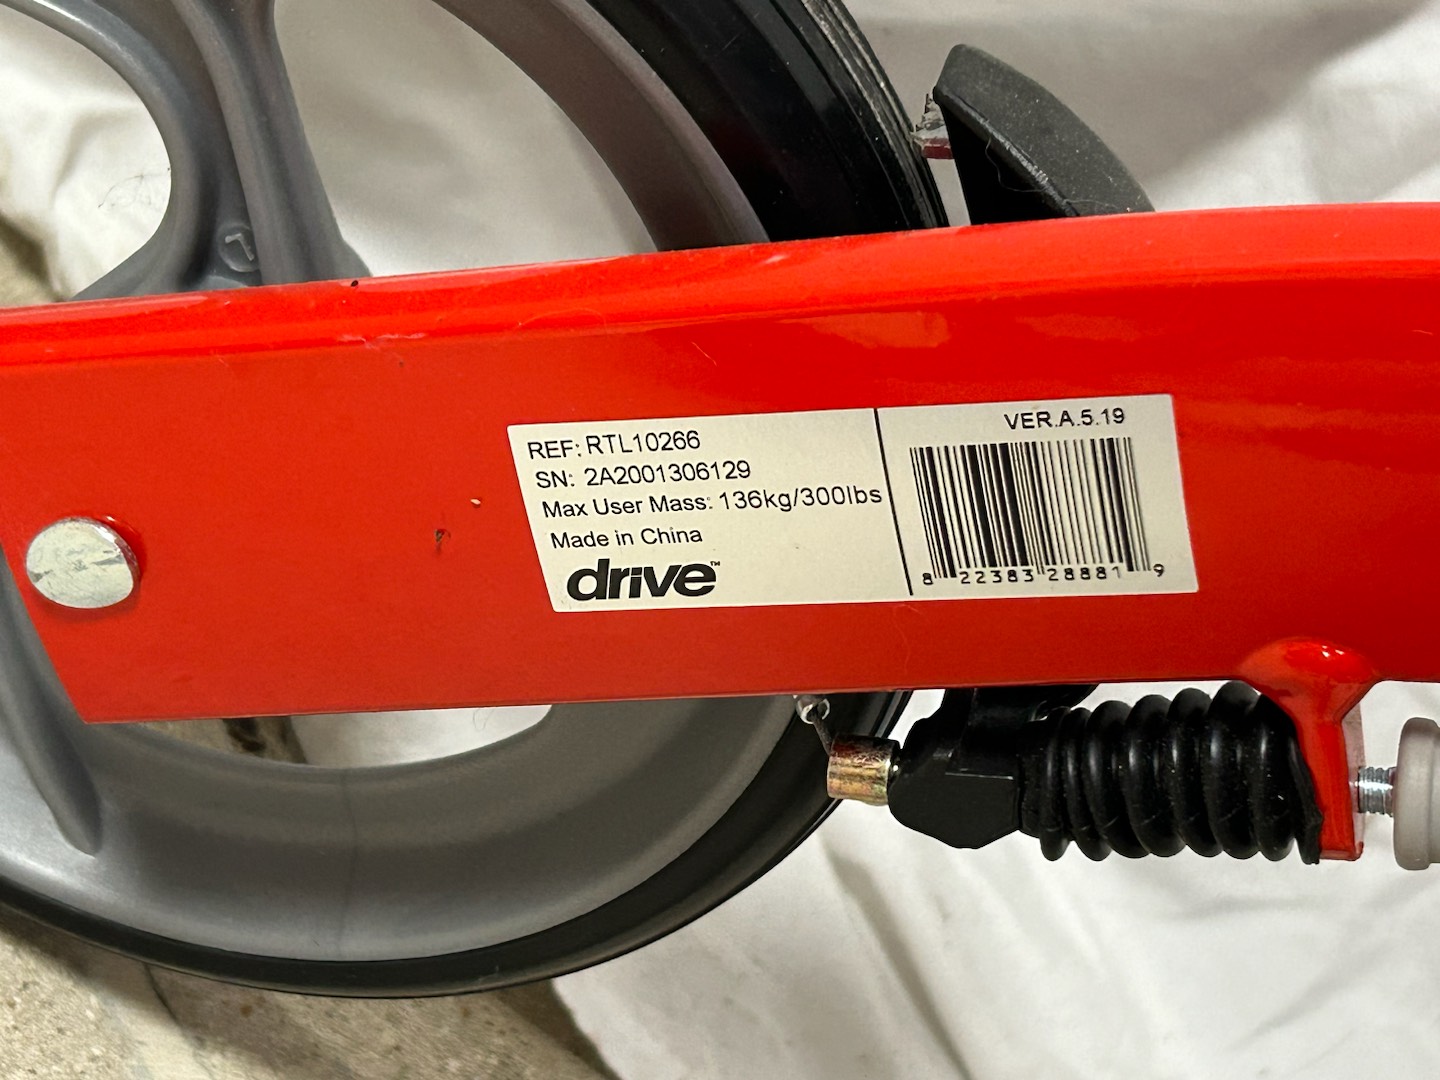 REF: RTL10266
SN: 2A2001306129
Max User Mass: 136kg/300lbs
Made in China
drive™
VER.A.5.19
8 22383 28881 9